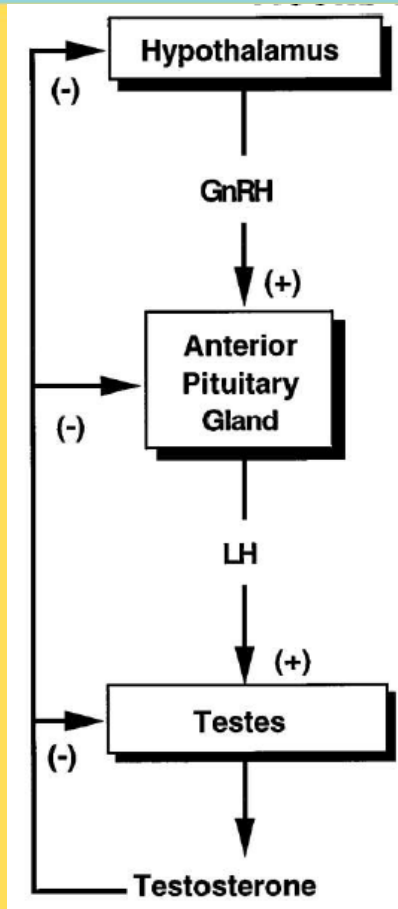 Hypothalamus
(-)
GnRH
(+)
Anterior
Pituitary
Gland
(-)
LH
(+)
Testes
(-)
Testosterone